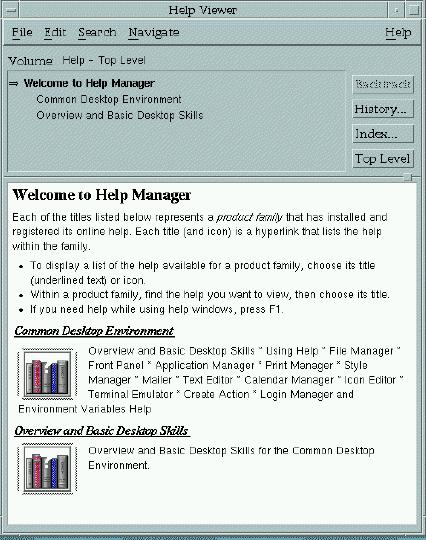 Help Viewer
File Edit Search Navigate Help
Volume: Help - Top Level
⇒ Welcome to Help Manager
Common Desktop Environment
Overview and Basic Desktop Skills
Backtrack
History...
Index...
Top Level
Welcome to Help Manager
Each of the titles listed below represents a product family that has installed and
registered its online help. Each title (and icon) is a hyperlink that lists the help
within the family.
• To display a list of the help available for a product family, choose its title
(underlined text) or icon.
• Within a product family, find the help you want to view, then choose its title.
• If you need help while using help windows, press F1.
Common Desktop Environment
Overview and Basic Desktop Skills * Using Help * File Manager *
Front Panel * Application Manager * Print Manager * Style
Manager * Mailer * Text Editor * Calendar Manager * Icon Editor *
Terminal Emulator * Create Action * Login Manager and
Environment Variables Help
Overview and Basic Desktop Skills
Overview and Basic Desktop Skills for the Common Desktop
Environment.